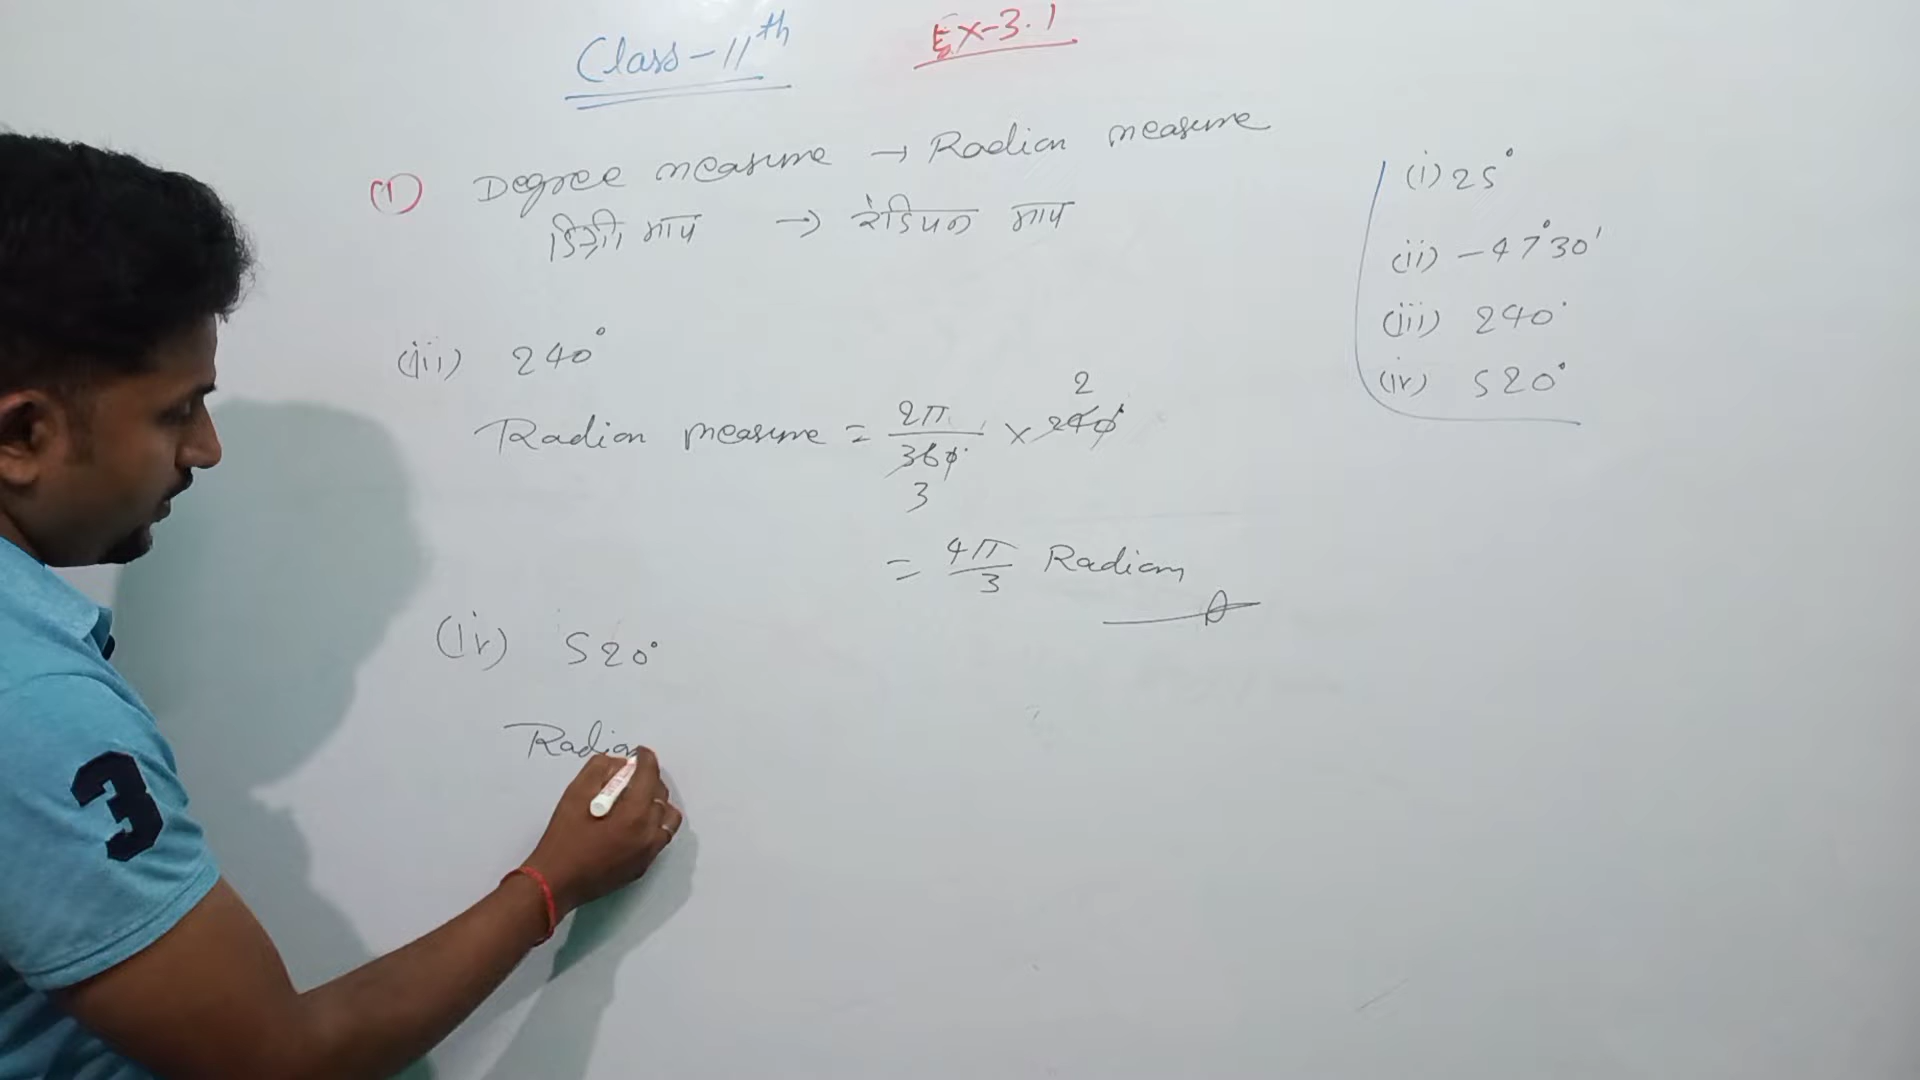 Class-11th
Ex-3.1
(1) Degree measure → Radian measure
डिग्री माप → रेडियन माप
(i) 25°
(ii) -47°30'
(iii) 240°
(iv) 520°
(iii) 240°
2
Radian measure = 2π/360° × 240°
3
= 4π/3 Radian
(iv) 520°
Radian
3